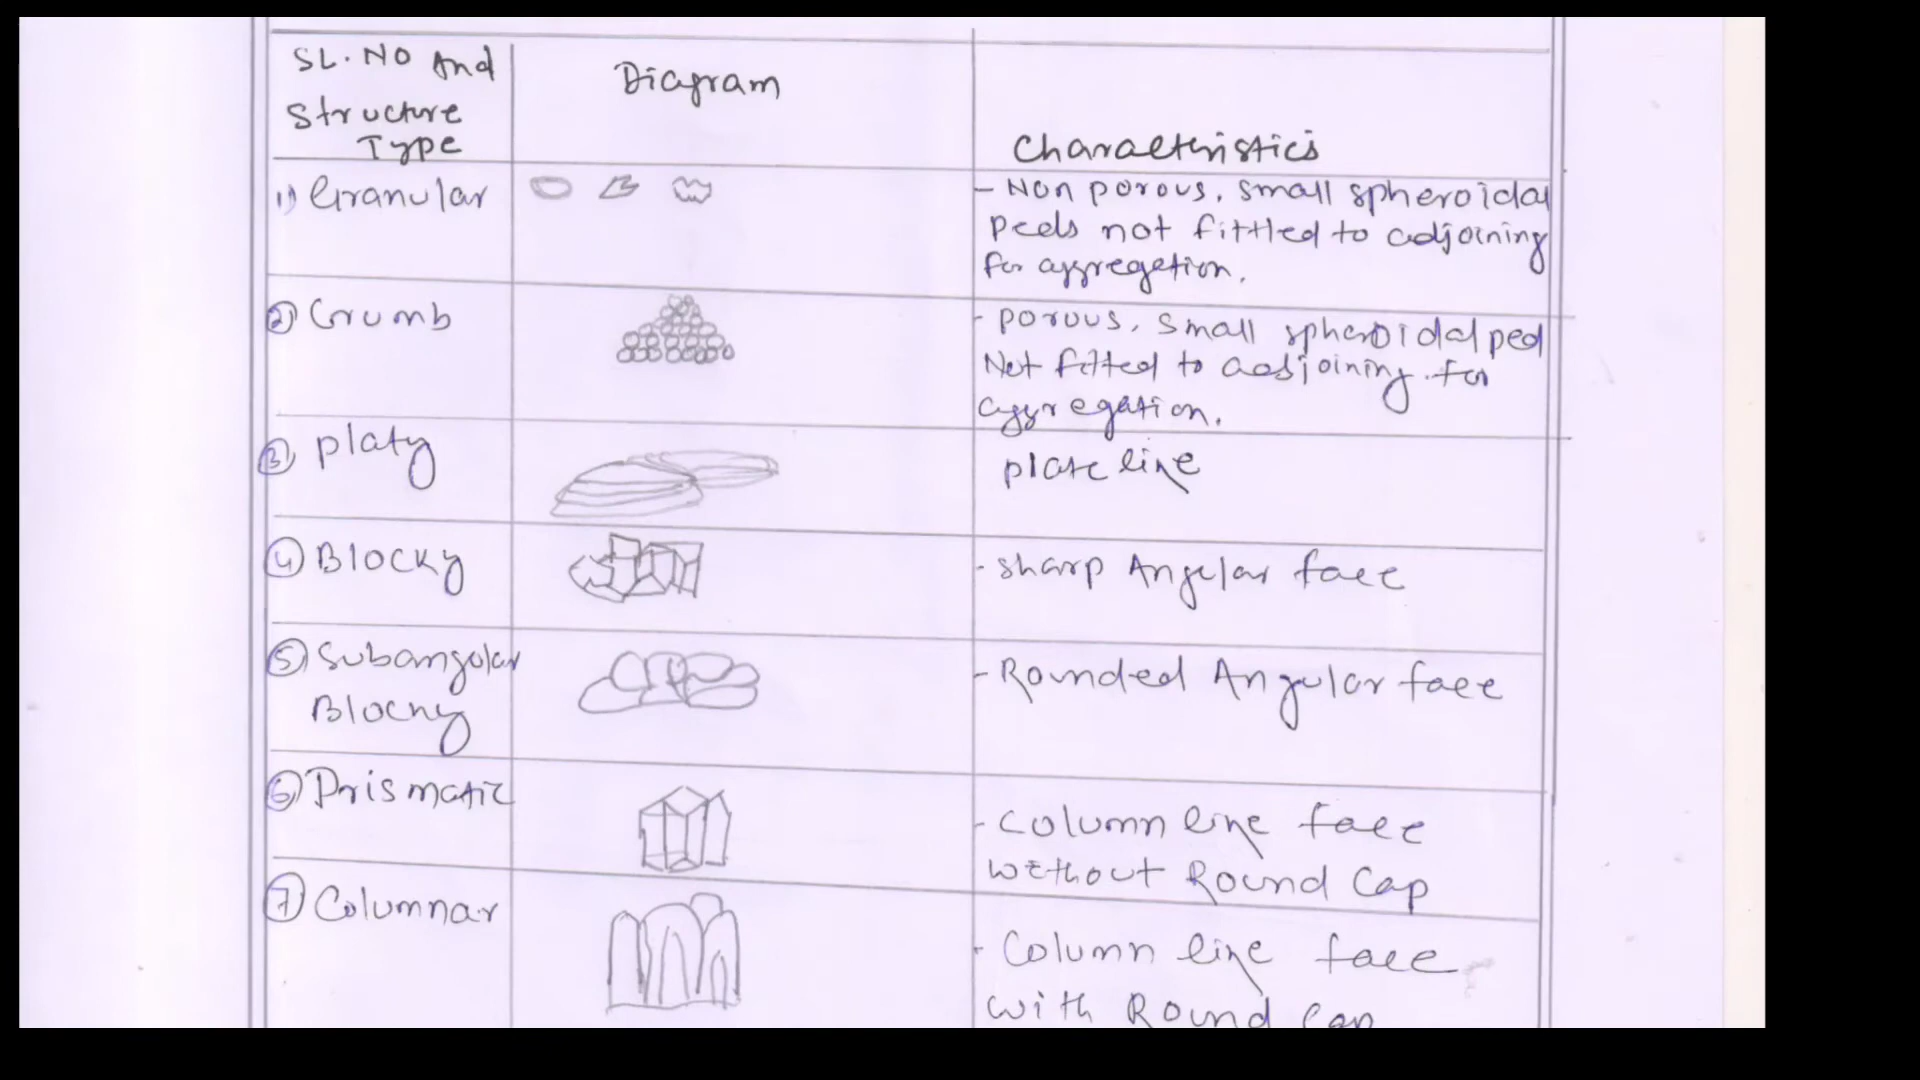 SL. NO And
Structure
Type
Diagram
Characteristics
1) Granular
- Non porous, small spheroidal
peds not fittled to adjoining
for aggregetion.
2) Crumb
- porous, small spheroidal ped
Not fitted to adsjoining for
aggregation.
3) platy
plate like
4) Blocky
- sharp Angular face
5) Subangular
Blocky
- Rounded Angular face
6) Prismatic
- column like face
without Round Cap
7) Columnar
- Column like face
with Round Cap